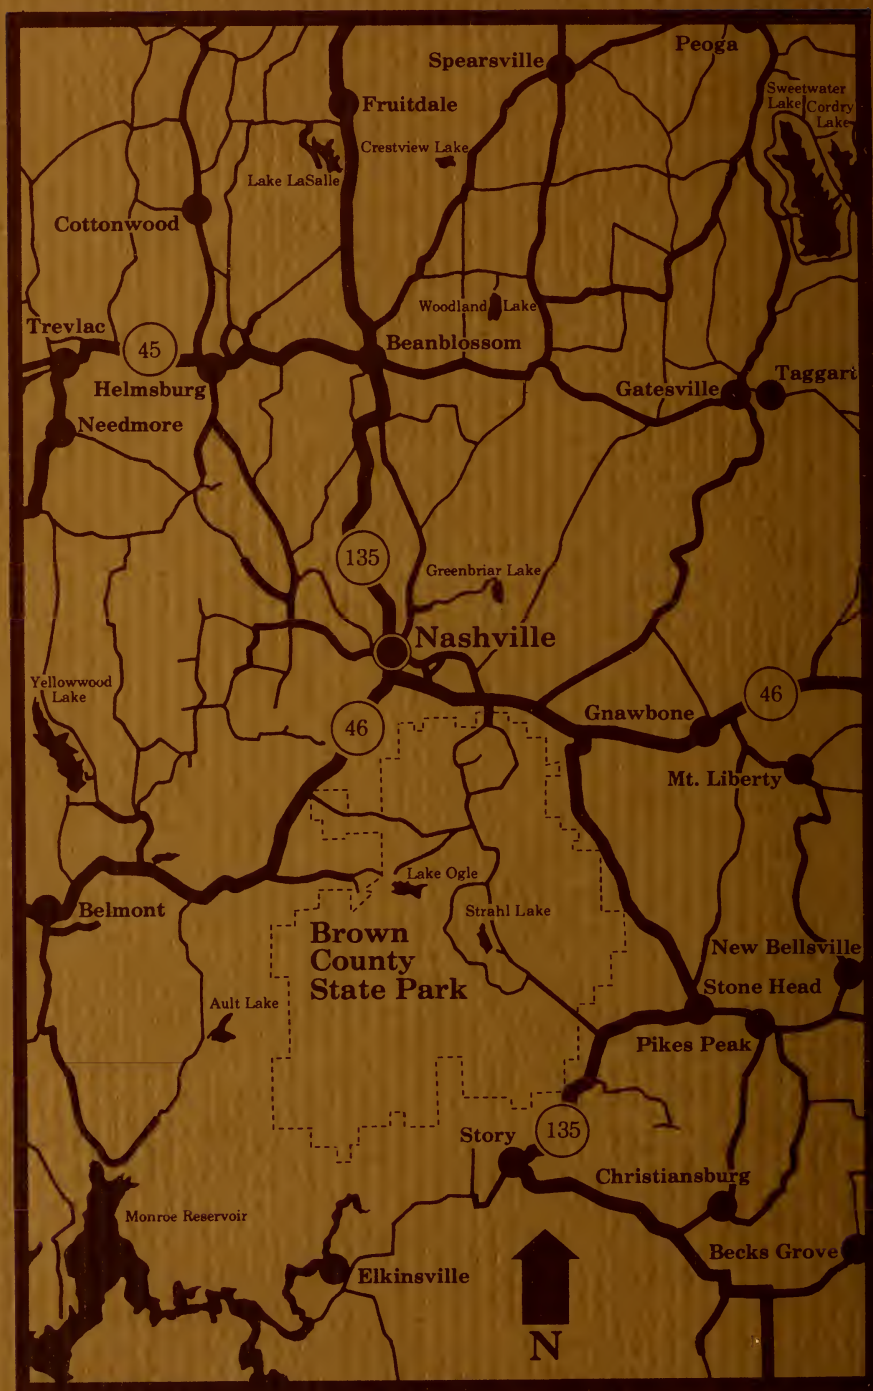 Peoga
Spearsville
Sweetwater
Lake
Cordry
Lake
Fruitdale
Crestview Lake
Lake LaSalle
Cottonwood
Woodland Lake
Trevlac
45
Beanblossom
Helmsburg
Gatesville
Taggart
Needmore
135
Greenbriar Lake
Nashville
Yellowwood
Lake
46
46
Gnawbone
Mt. Liberty
Lake Ogle
Belmont
Strahl Lake
Brown
County
State Park
New Bellsville
Stone Head
Ault Lake
Pikes Peak
135
Story
Christiansburg
Monroe Reservoir
Becks Grove
Elkinsville
N